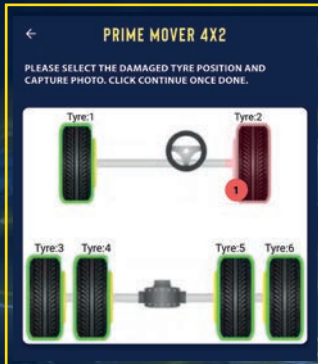 PRIME MOVER 4X2
PLEASE SELECT THE DAMAGED TYRE POSITION AND
CAPTURE PHOTO. CLICK CONTINUE ONCE DONE.
Tyre:1 Tyre:2
1
Tyre:3 Tyre:4 Tyre:5 Tyre:6